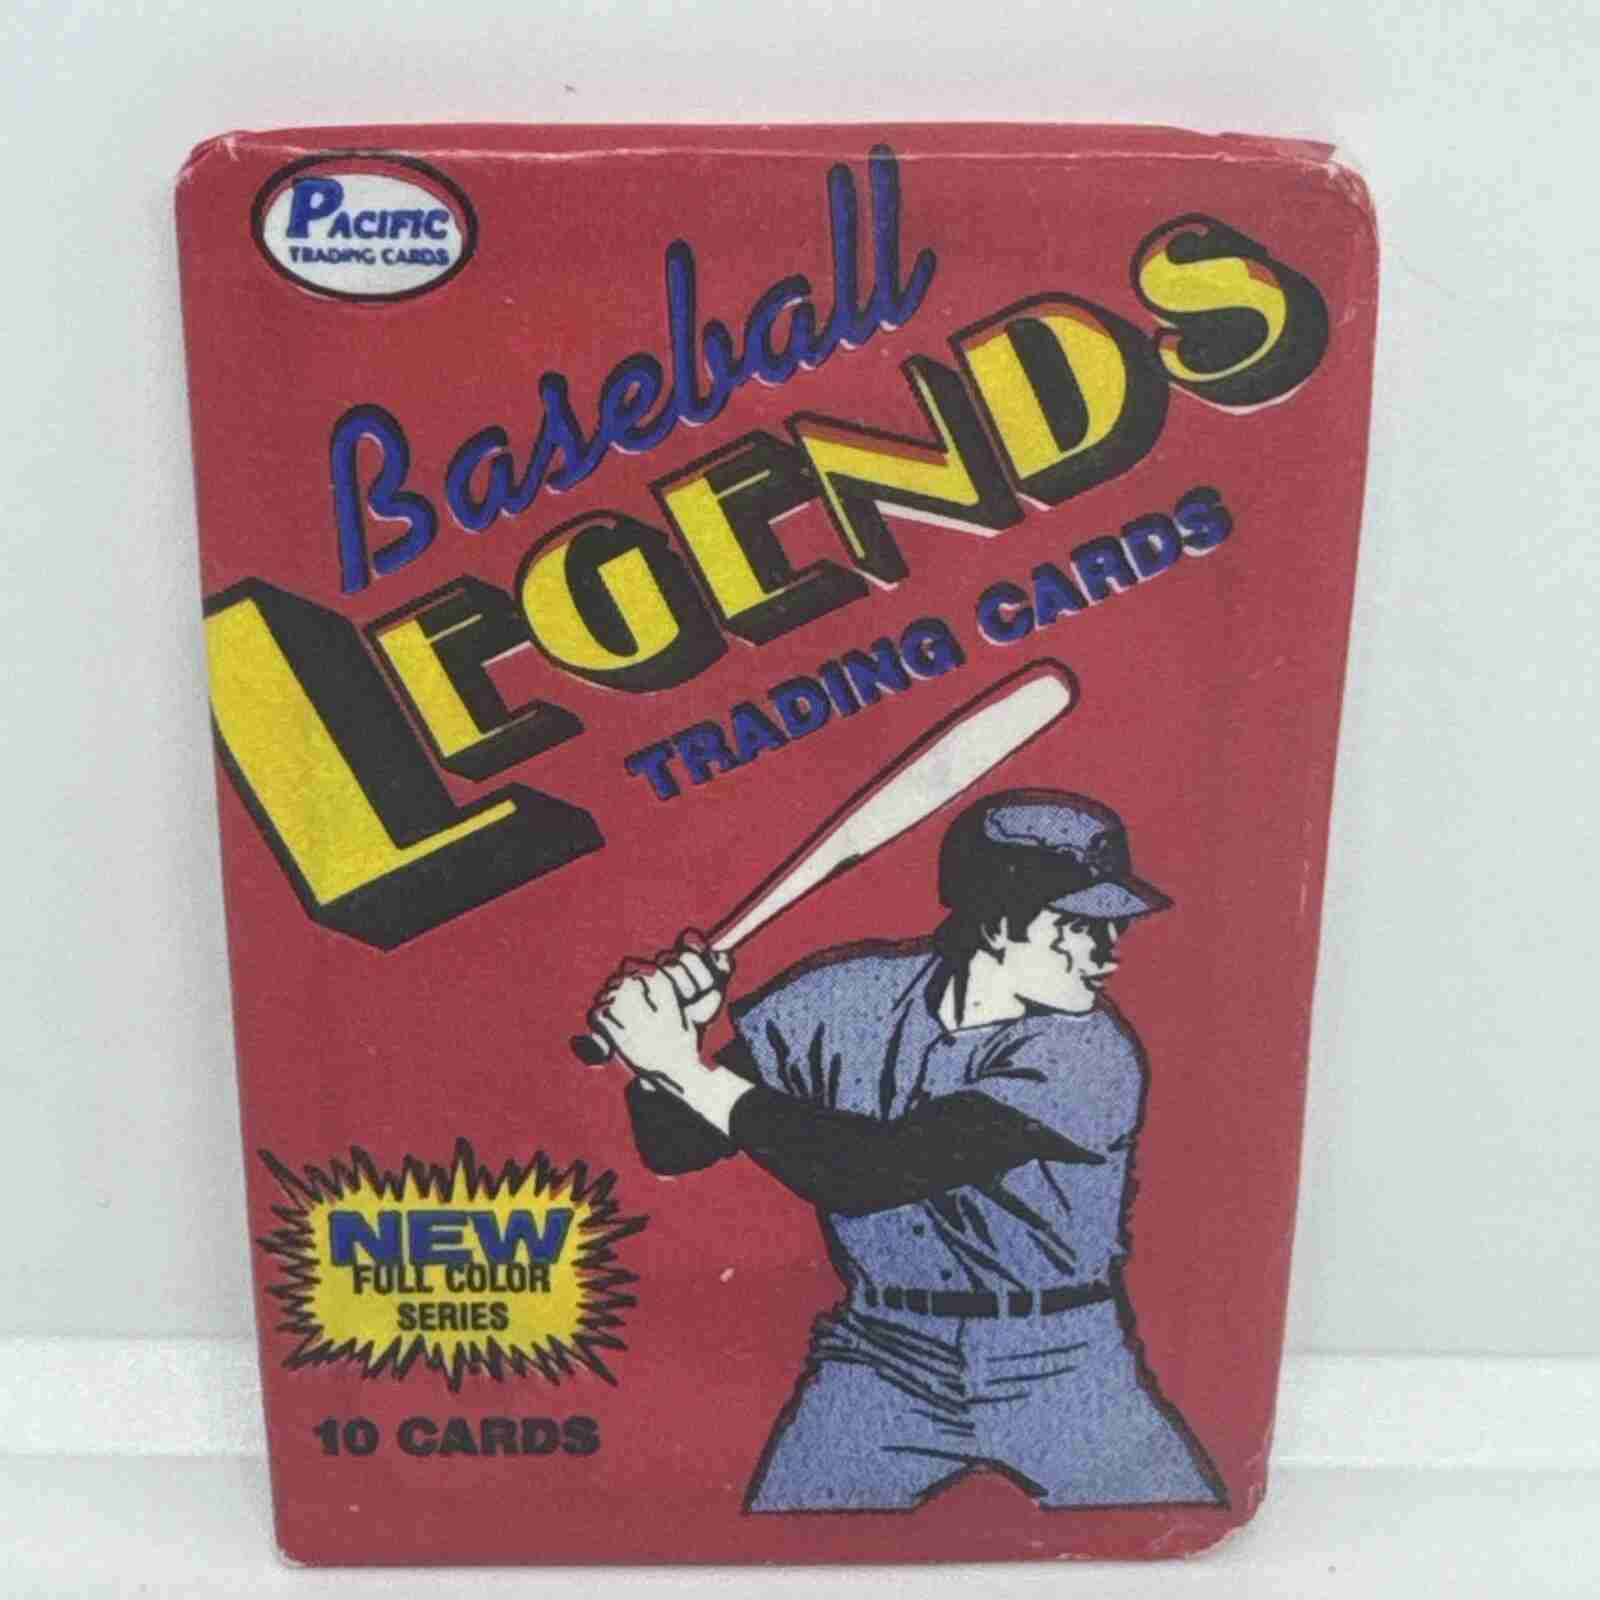 PACIFIC
TRADING CARDS
Baseball
LEGENDS
TRADING CARDS
NEW
FULL COLOR
SERIES
10 CARDS